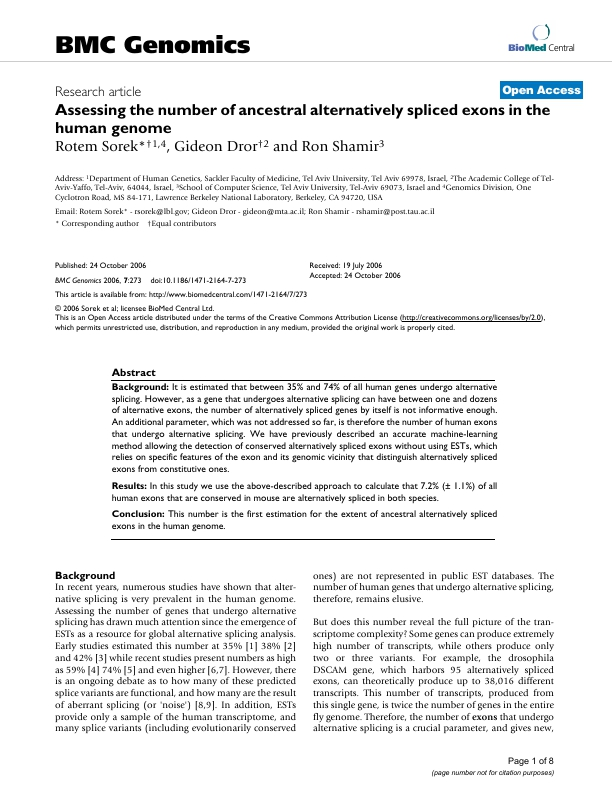 BMC Genomics
BioMed Central
Research article
Open Access
Assessing the number of ancestral alternatively spliced exons in the
human genome
Rotem Sorek*†1,4, Gideon Dror†2 and Ron Shamir3
Address: 1Department of Human Genetics, Sackler Faculty of Medicine, Tel Aviv University, Tel Aviv 69978, Israel, 2The Academic College of Tel-
Aviv-Yaffo, Tel-Aviv, 64044, Israel, 3School of Computer Science, Tel Aviv University, Tel-Aviv 69073, Israel and 4Genomics Division, One
Cyclotron Road, MS 84-171, Lawrence Berkeley National Laboratory, Berkeley, CA 94720, USA
Email: Rotem Sorek* - rsorek@lbl.gov; Gideon Dror - gideon@mta.ac.il; Ron Shamir - rshamir@post.tau.ac.il
* Corresponding author †Equal contributors
Published: 24 October 2006
BMC Genomics 2006, 7:273 doi:10.1186/1471-2164-7-273
Received: 19 July 2006
Accepted: 24 October 2006
This article is available from: http://www.biomedcentral.com/1471-2164/7/273
© 2006 Sorek et al; licensee BioMed Central Ltd.
This is an Open Access article distributed under the terms of the Creative Commons Attribution License (http://creativecommons.org/licenses/by/2.0),
which permits unrestricted use, distribution, and reproduction in any medium, provided the original work is properly cited.
Abstract
Background: It is estimated that between 35% and 74% of all human genes undergo alternative
splicing. However, as a gene that undergoes alternative splicing can have between one and dozens
of alternative exons, the number of alternatively spliced genes by itself is not informative enough.
An additional parameter, which was not addressed so far, is therefore the number of human exons
that undergo alternative splicing. We have previously described an accurate machine-learning
method allowing the detection of conserved alternatively spliced exons without using ESTs, which
relies on specific features of the exon and its genomic vicinity that distinguish alternatively spliced
exons from constitutive ones.
Results: In this study we use the above-described approach to calculate that 7.2% (± 1.1%) of all
human exons that are conserved in mouse are alternatively spliced in both species.
Conclusion: This number is the first estimation for the extent of ancestral alternatively spliced
exons in the human genome.
Background
In recent years, numerous studies have shown that alter-
native splicing is very prevalent in the human genome.
Assessing the number of genes that undergo alternative
splicing has drawn much attention since the emergence of
ESTs as a resource for global alternative splicing analysis.
Early studies estimated this number at 35% [1] 38% [2]
and 42% [3] while recent studies present numbers as high
as 59% [4] 74% [5] and even higher [6,7]. However, there
is an ongoing debate as to how many of these predicted
splice variants are functional, and how many are the result
of aberrant splicing (or 'noise') [8,9]. In addition, ESTs
provide only a sample of the human transcriptome, and
many splice variants (including evolutionarily conserved
ones) are not represented in public EST databases. The
number of human genes that undergo alternative splicing,
therefore, remains elusive.
But does this number reveal the full picture of the tran-
scriptome complexity? Some genes can produce extremely
high number of transcripts, while others produce only
two or three variants. For example, the drosophila
DSCAM gene, which harbors 95 alternatively spliced
exons, can theoretically produce up to 38,016 different
transcripts. This number of transcripts, produced from
this single gene, is twice the number of genes in the entire
fly genome. Therefore, the number of exons that undergo
alternative splicing is a crucial parameter, and gives new,
Page 1 of 8
(page number not for citation purposes)